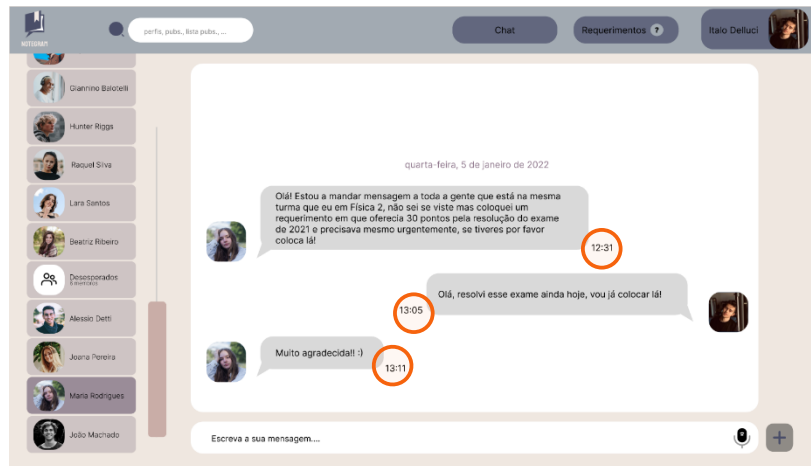 NOTEGRAM
perfis, pubs., lista pubs., ...
Chat
Requerimentos ?
Italo Delluci
Giannino Balotelli
Hunter Riggs
Raquel Silva
Lara Santos
Beatriz Ribeiro
Desesperados
6 membros
Alessio Detti
Joana Pereira
Maria Rodrigues
João Machado
quarta-feira, 5 de janeiro de 2022
Olá! Estou a mandar mensagem a toda a gente que está na mesma
turma que eu em Física 2, não sei se viste mas coloquei um
requerimento em que oferecia 30 pontos pela resolução do exame
de 2021 e precisava mesmo urgentemente, se tiveres por favor
coloca lá!
12:31
Olá, resolvi esse exame ainda hoje, vou já colocar lá!
13:05
Muito agradecida!! :)
13:11
Escreva a sua mensagem....
+